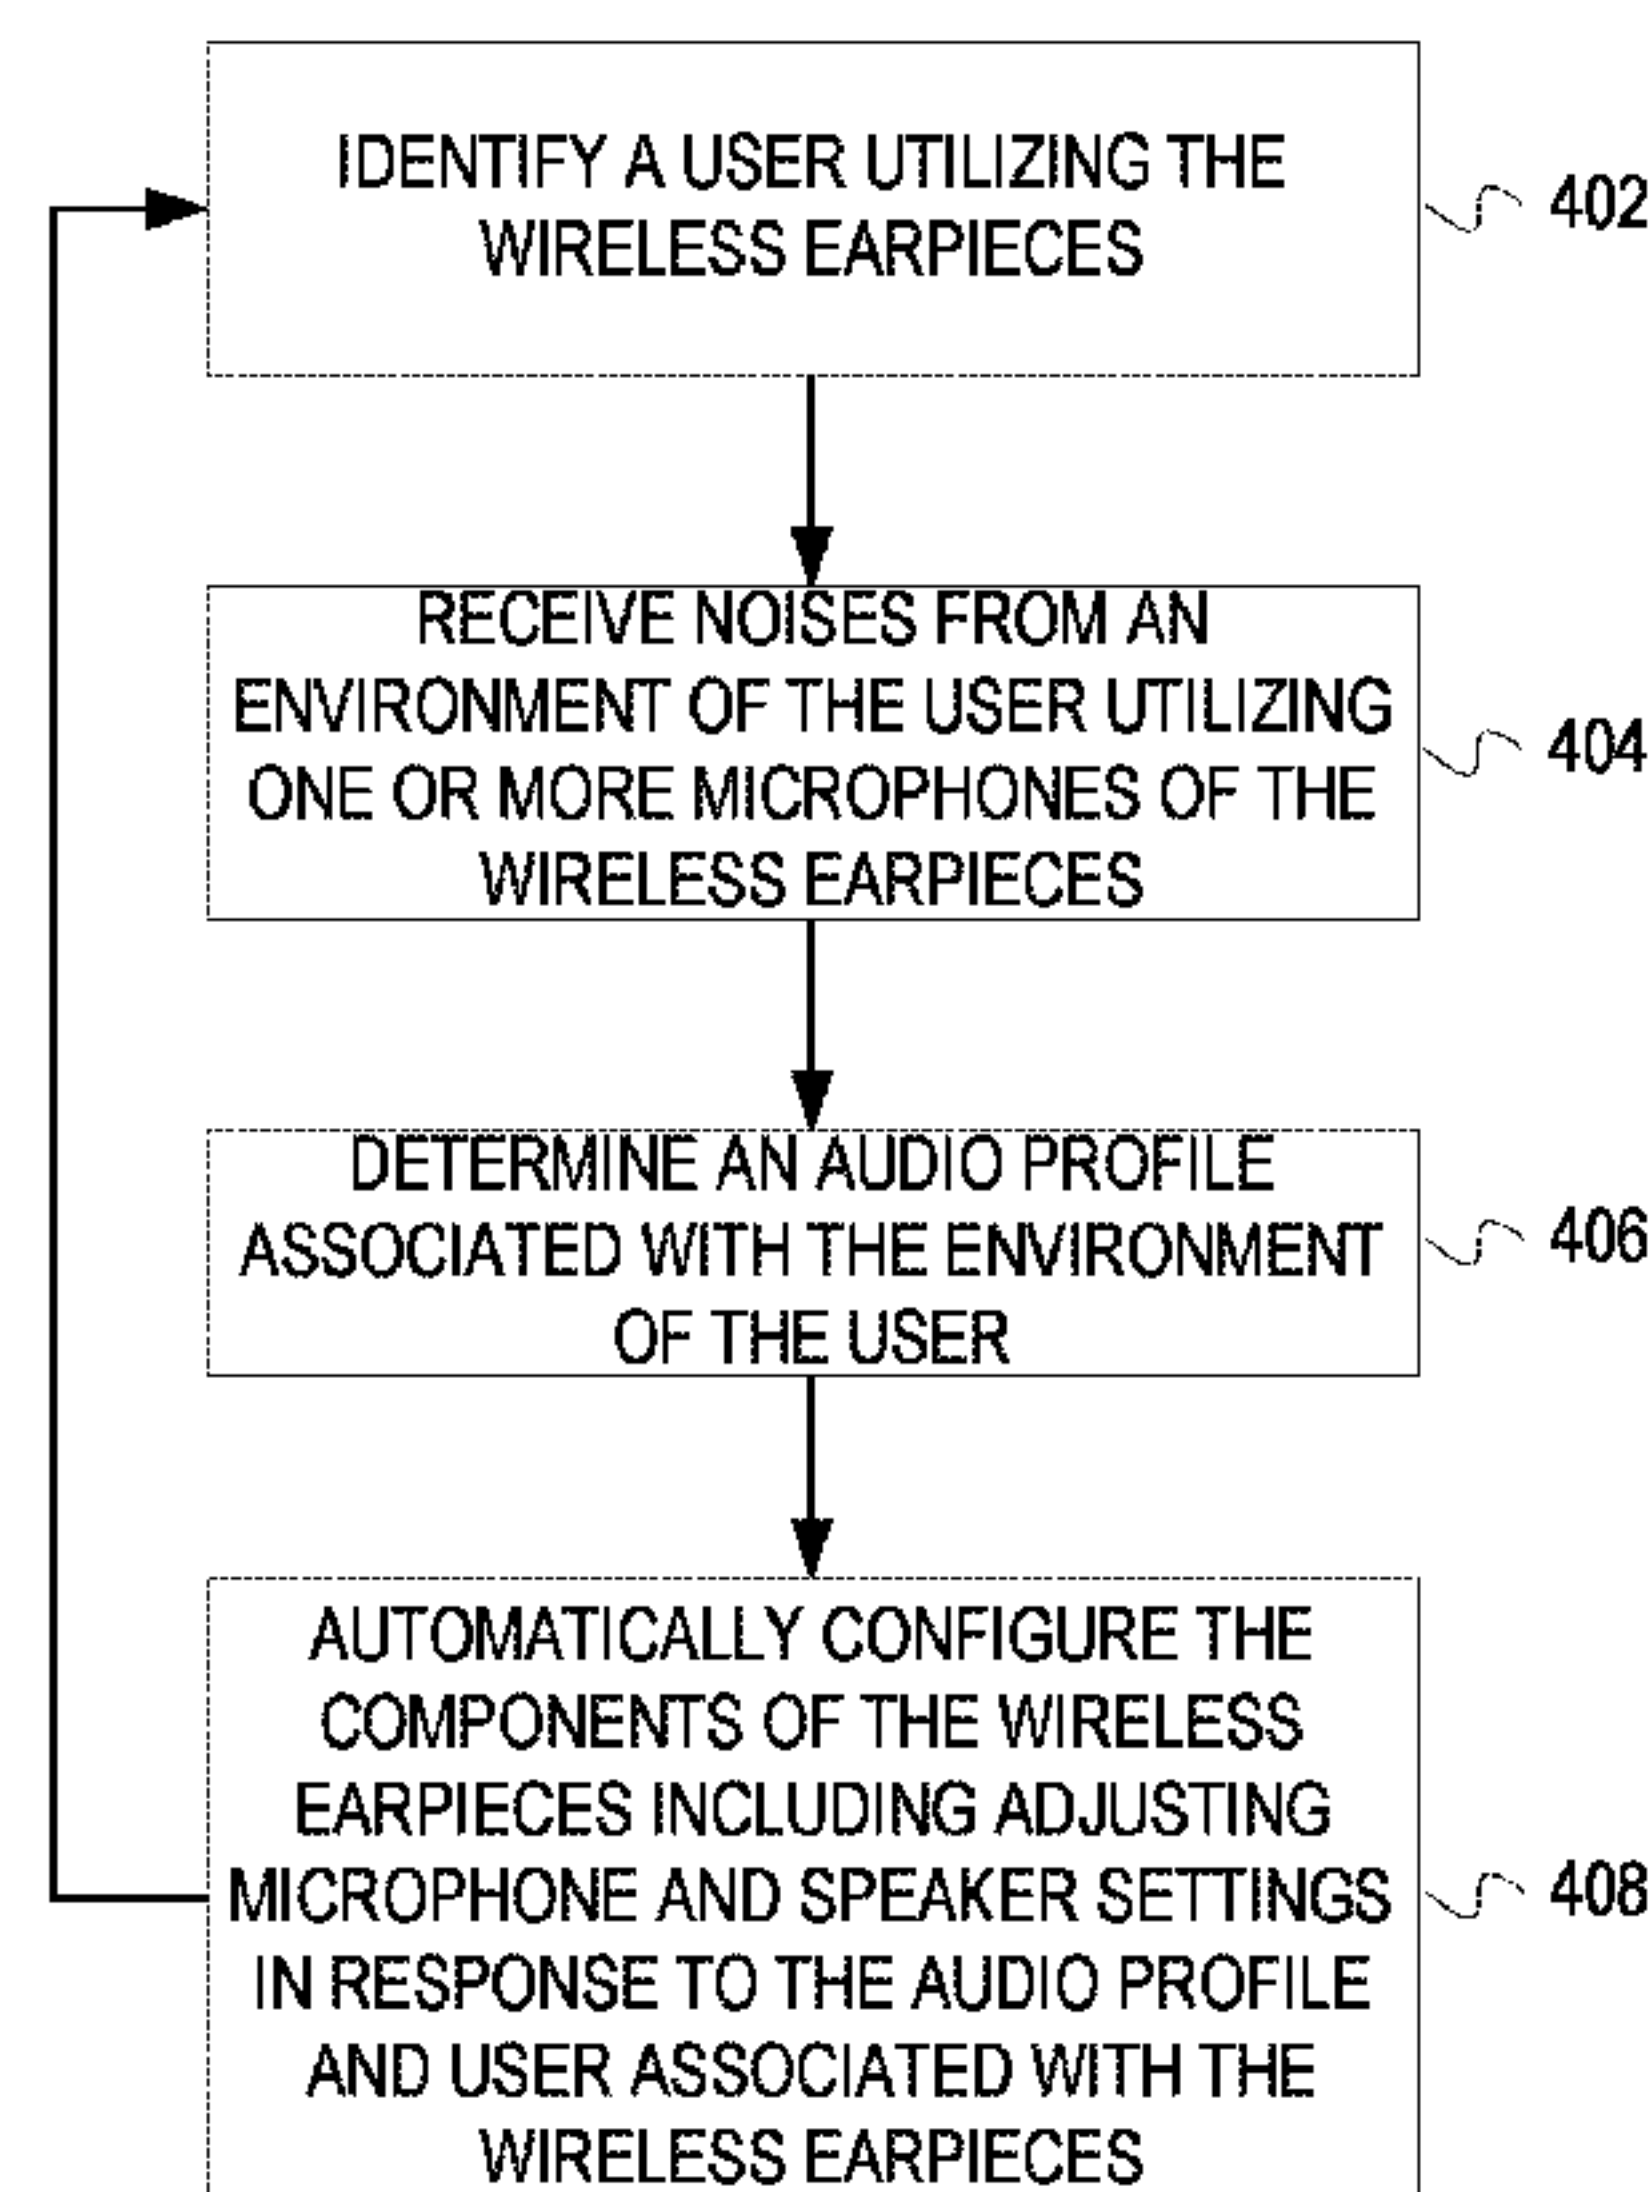 IDENTIFY A USER UTILIZING THE
WIRELESS EARPIECES
402
RECEIVE NOISES FROM AN
ENVIRONMENT OF THE USER UTILIZING
ONE OR MORE MICROPHONES OF THE
WIRELESS EARPIECES
404
DETERMINE AN AUDIO PROFILE
ASSOCIATED WITH THE ENVIRONMENT
OF THE USER
406
AUTOMATICALLY CONFIGURE THE
COMPONENTS OF THE WIRELESS
EARPIECES INCLUDING ADJUSTING
MICROPHONE AND SPEAKER SETTINGS
IN RESPONSE TO THE AUDIO PROFILE
AND USER ASSOCIATED WITH THE
WIRELESS EARPIECES
408